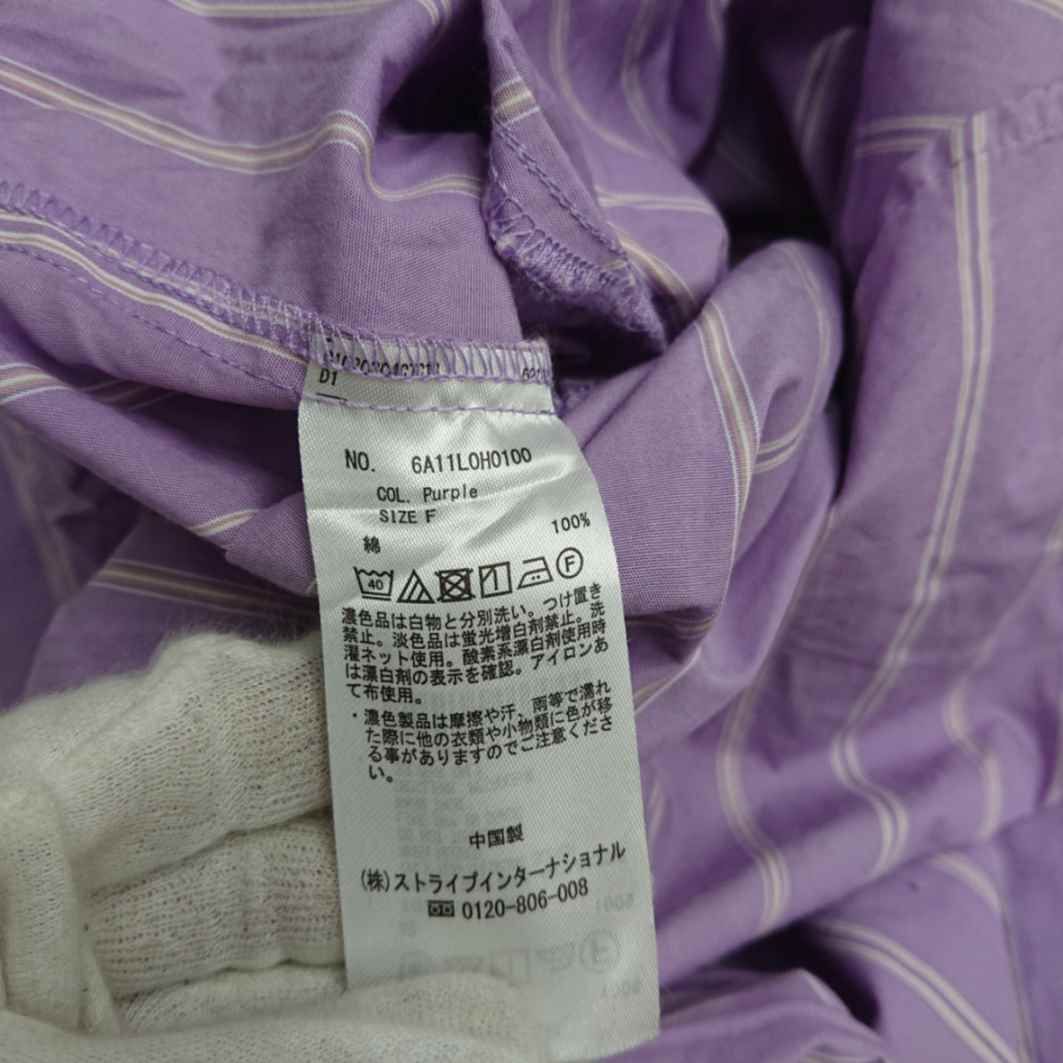 D1
NO. 6A11L0H0100
COL. Purple
SIZE F
綿 100%
40 F
濃色品は白物と分別洗い。つけ置き
禁止。淡色品は蛍光増白剤禁止。洗
濯ネット使用。酸素系漂白剤使用時
は漂白剤の表示を確認。アイロンあ
て布使用。
・濃色製品は摩擦や汗、雨等で濡れ
た際に他の衣類や小物類に色が移
る事がありますのでご注意くださ
い。
中国製
(株)ストライプインターナショナル
0120-806-008